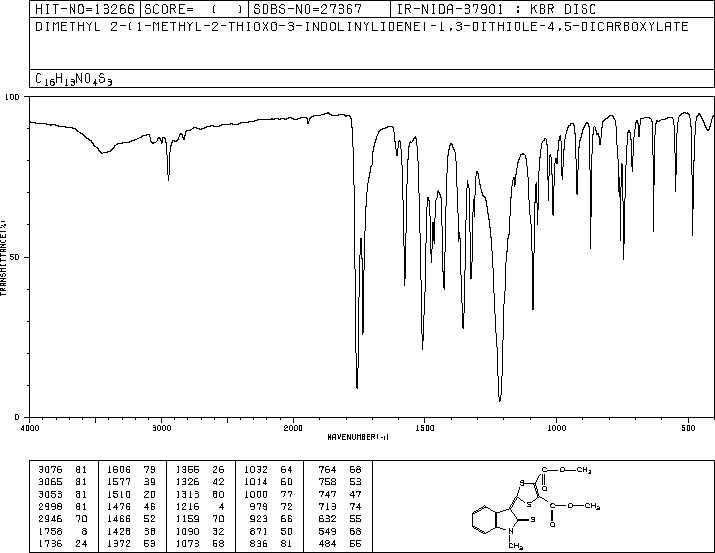 HIT-NO=13266 SCORE= ( ) SDBS-NO=27367 IR-NIDA-37901 : KBR DISC
DIMETHYL 2-(1-METHYL-2-THIOXO-3-INDOLINYLIDENE)-1,3-DITHIOLE-4,5-DICARBOXYLATE
C16H13NO4S3
100
50
0
TRANSMITTANCE(%)
4000 3000 2000 1500 1000 500
WAVENUMBER(-1)
3076 81 1606 79 1355 26 1032 64 764 68
3065 81 1577 39 1326 42 1014 60 758 53
3053 81 1510 20 1313 60 1000 77 747 47
2998 81 1476 46 1216 4 979 72 713 74
2946 70 1466 52 1159 70 923 66 632 55
1758 8 1428 38 1090 32 871 50 549 68
1736 24 1372 53 1073 58 836 81 484 55
S
C O CH3
O
S C O CH3
O
S
N
CH3